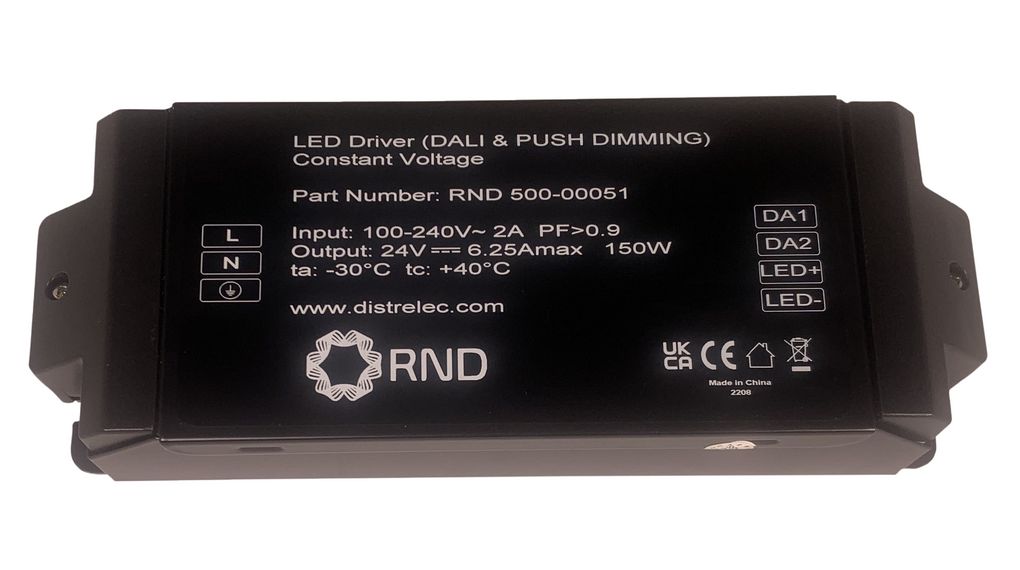 LED Driver (DALI & PUSH DIMMING)
Constant Voltage
Part Number: RND 500-00051
Input: 100-240V~ 2A PF>0.9
Output: 24V⎓6.25Amax 150W
ta: -30°C tc: +40°C
www.distrelec.com
L
N
DA1
DA2
LED+
LED-
RND
UK
CA
CE
Made in China
2208